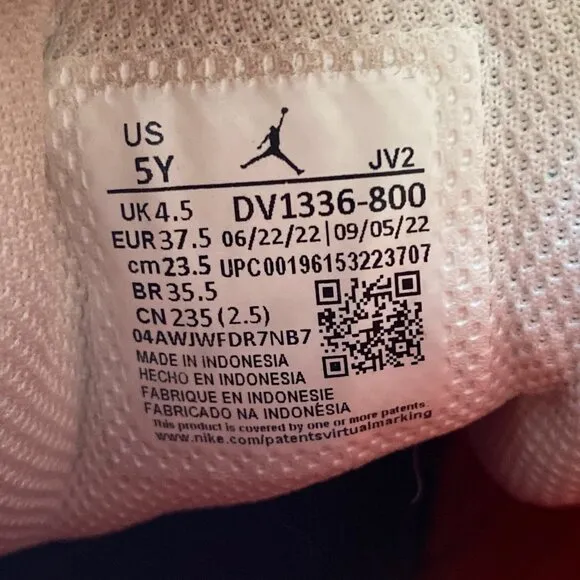 US
5Y JV2
UK 4.5 DV1336-800
EUR 37.5 06/22/22|09/05/22
cm 23.5 UPC00196153223707
BR 35.5
CN 235 (2.5)
04AWJWFDR7NB7
MADE IN INDONESIA
HECHO EN INDONESIA
FABRIQUE EN INDONESIE
FABRICADO NA INDONÉSIA
This product is covered by one or more patents.
www.nike.com/patentsvirtualmarking